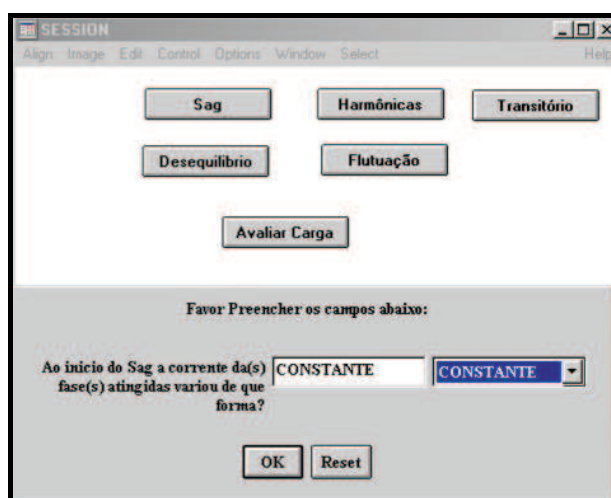 SESSION
Align Image Edit Control Options Window Select Help
Sag Harmônicas Transitório
Desequilibrio Flutuação
Avaliar Carga
Favor Preencher os campos abaixo:
Ao inicio do Sag a corrente da(s) CONSTANTE CONSTANTE
fase(s) atingidas variou de que
forma?
OK Reset